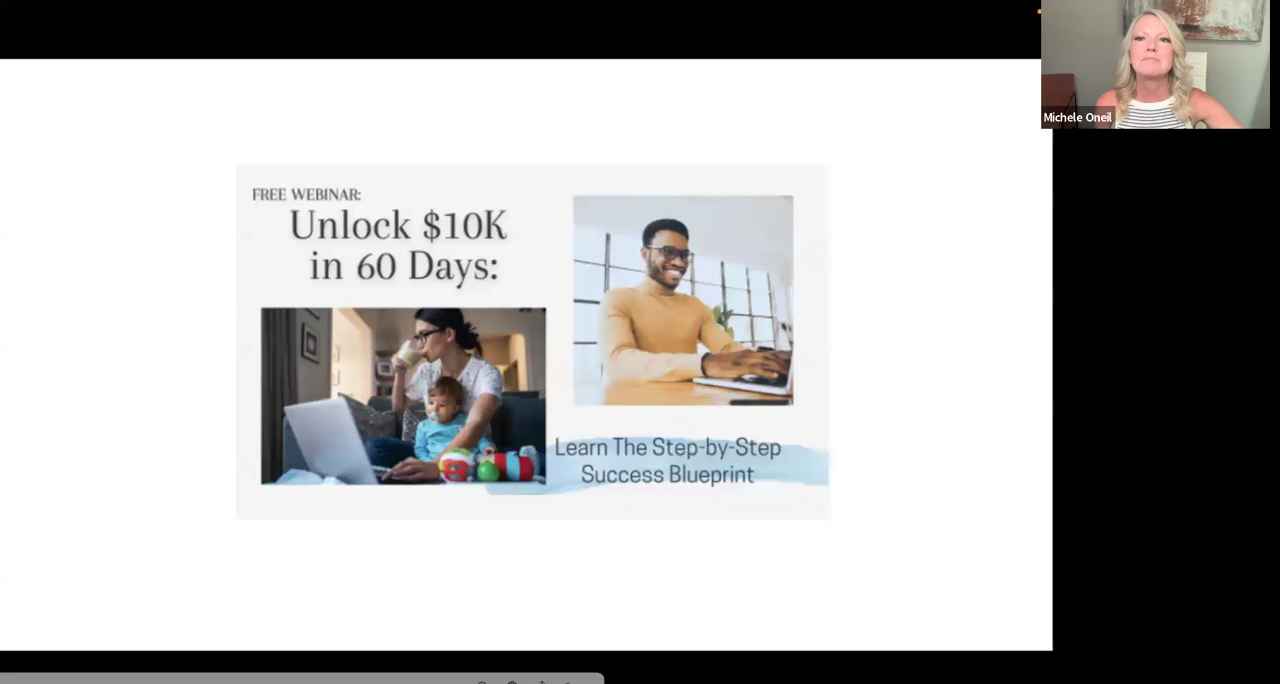 Michele Oneil
FREE WEBINAR:
Unlock $10K
in 60 Days:
Learn The Step-by-Step
Success Blueprint